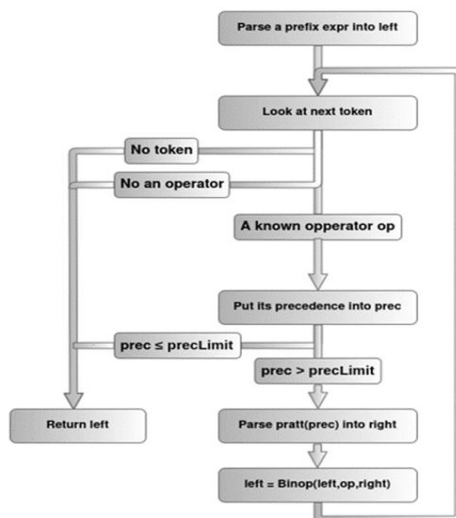 Parse a prefix expr into left
Look at next token
No token
No an operator
A known opperator op
Put its precedence into prec
prec ≤ precLimit
prec > precLimit
Return left
Parse pratt(prec) into right
left = Binop(left,op,right)